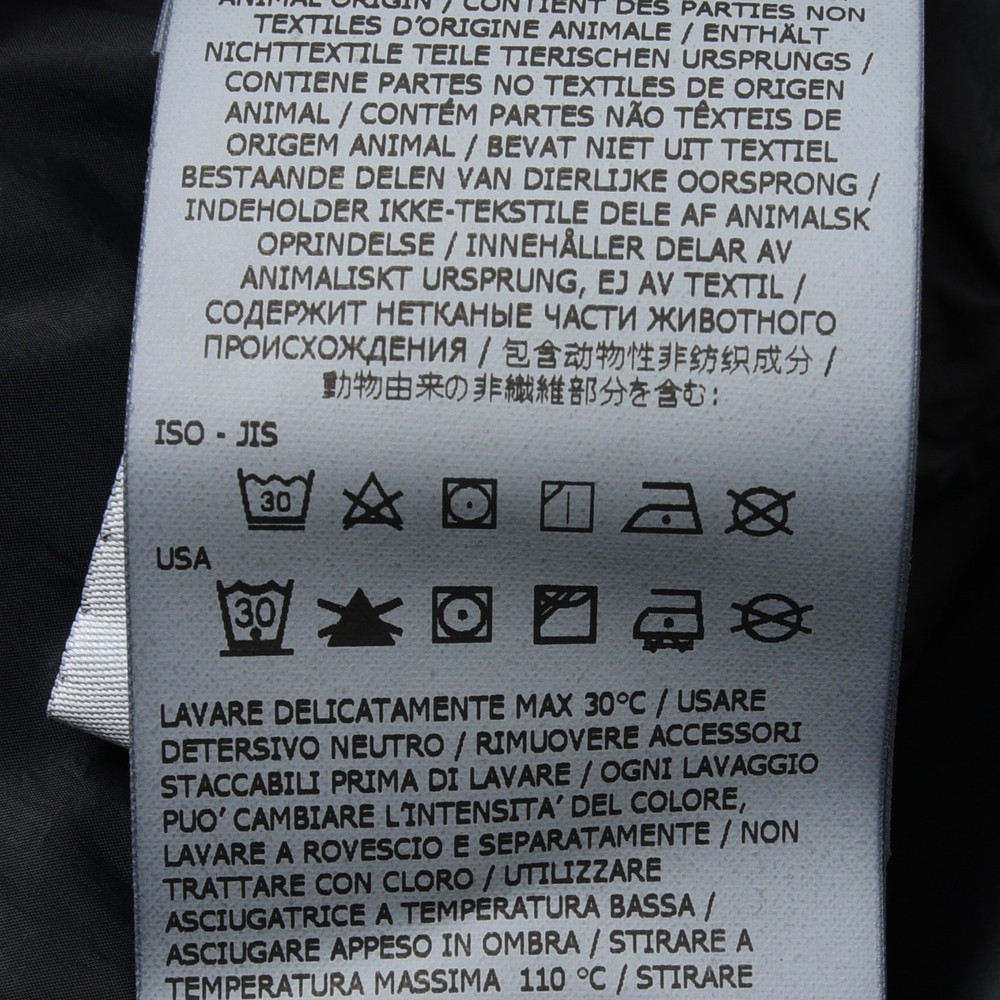 ANIMAL ORIGIN / CONTIENT DES PARTIES NON
TEXTILES D'ORIGINE ANIMALE / ENTHÄLT
NICHTTEXTILE TEILE TIERISCHEN URSPRUNGS /
CONTIENE PARTES NO TEXTILES DE ORIGEN
ANIMAL / CONTÉM PARTES NÃO TÊXTEIS DE
ORIGEM ANIMAL / BEVAT NIET UIT TEXTIEL
BESTAANDE DELEN VAN DIERLIJKE OORSPRONG /
INDEHOLDER IKKE-TEKSTILE DELE AF ANIMALSK
OPRINDELSE / INNEHÅLLER DELAR AV
ANIMALISKT URSPRUNG, EJ AV TEXTIL /
СОДЕРЖИТ НЕТКАНЫЕ ЧАСТИ ЖИВОТНОГО
ПРОИСХОЖДЕНИЯ / 包含动物性非纺织成分 /
動物由来の非繊維部分を含む:
ISO - JIS
30
USA
30
LAVARE DELICATAMENTE MAX 30°C / USARE
DETERSIVO NEUTRO / RIMUOVERE ACCESSORI
STACCABILI PRIMA DI LAVARE / OGNI LAVAGGIO
PUO' CAMBIARE L'INTENSITA' DEL COLORE,
LAVARE A ROVESCIO E SEPARATAMENTE / NON
TRATTARE CON CLORO / UTILIZZARE
ASCIUGATRICE A TEMPERATURA BASSA /
ASCIUGARE APPESO IN OMBRA / STIRARE A
TEMPERATURA MASSIMA 110 °C / STIRARE